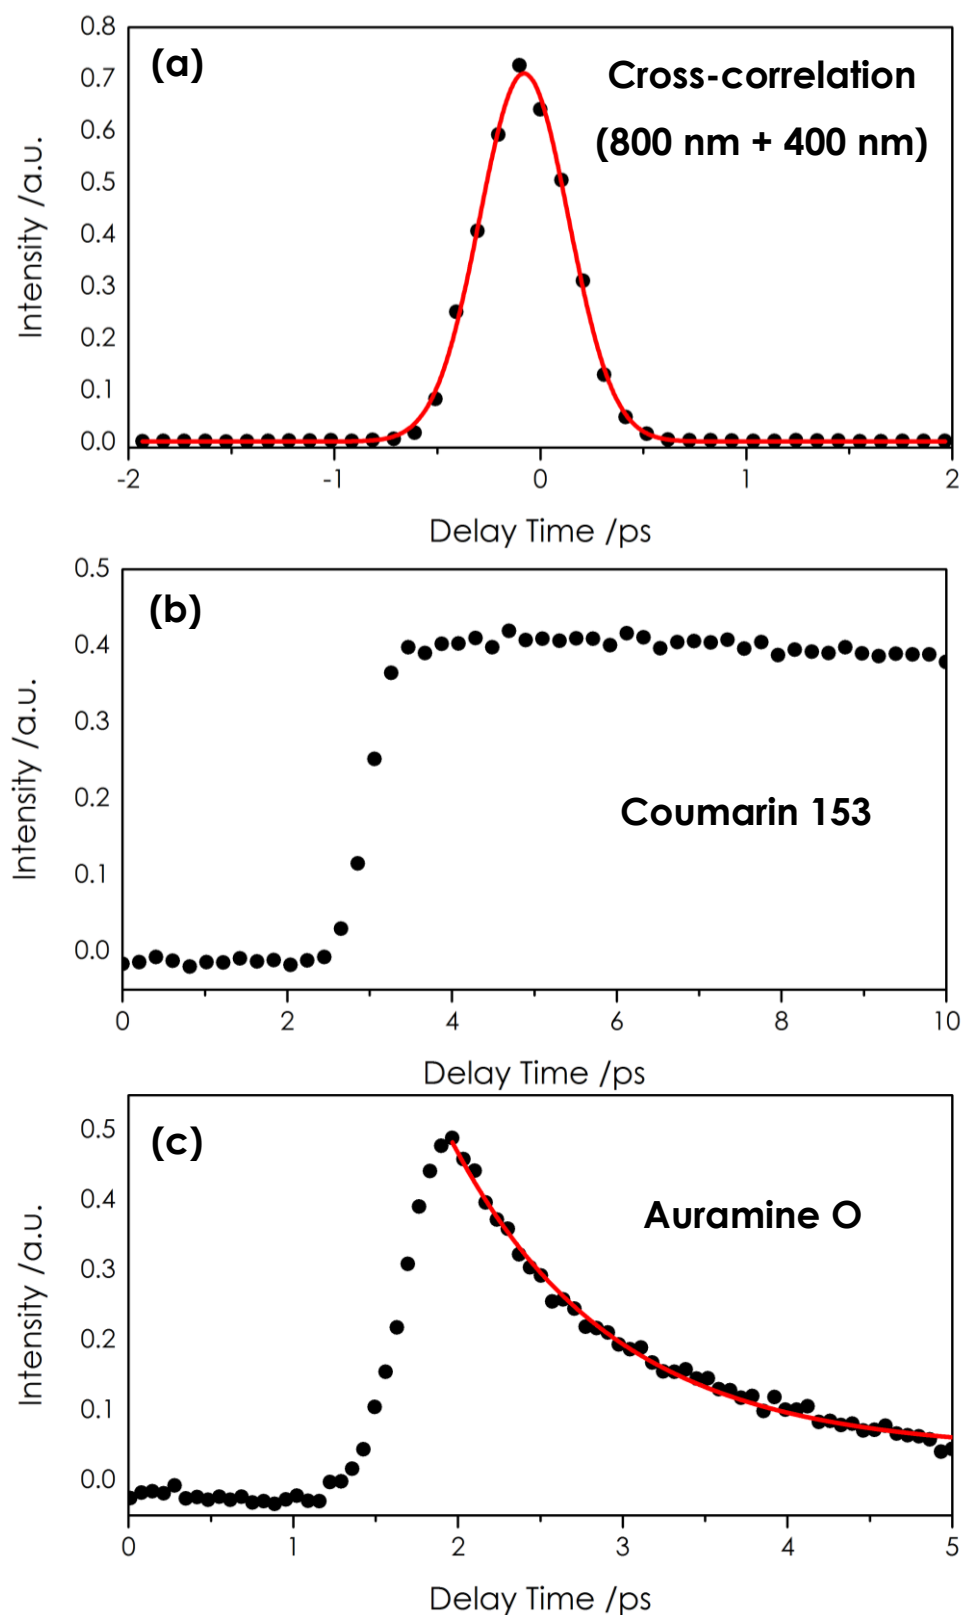 (a)
Cross-correlation
(800 nm + 400 nm)
Intensity /a.u.
0.8
0.7
0.6
0.5
0.4
0.3
0.2
0.1
0.0
-2 -1 0 1 2
Delay Time /ps
(b)
Coumarin 153
Intensity /a.u.
0.5
0.4
0.3
0.2
0.1
0.0
0 2 4 6 8 10
Delay Time /ps
(c)
Auramine O
Intensity /a.u.
0.5
0.4
0.3
0.2
0.1
0.0
0 1 2 3 4 5
Delay Time /ps